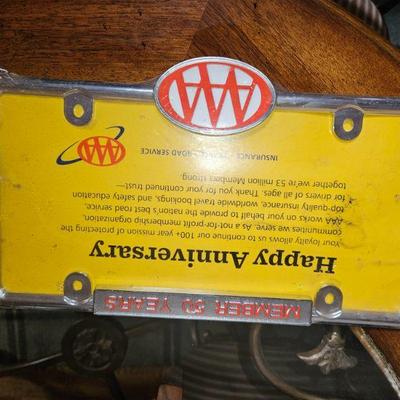 AAA
MEMBER 50 YEARS
Happy Anniversary
Your loyalty allows us to continue our 100+ year mission of protecting the
communities we serve. As a not-for-profit membership organization,
AAA works on your behalf to provide the nation's best road service,
top-quality insurance, worldwide travel bookings, and safety education
for drivers of all ages. Thank you for your continued trust—
together we're 53 million Members strong.
AAA
INSURANCE ROAD SERVICE